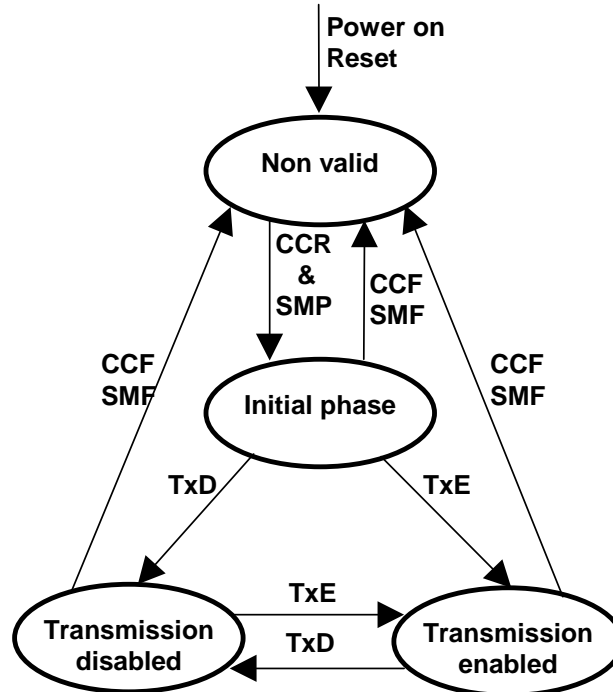 Power on
Reset
Non valid
CCR
&
SMP
CCF
SMF
CCF
SMF
CCF
SMF
Initial phase
TxD
TxE
TxE
Transmission
disabled
TxD
Transmission
enabled